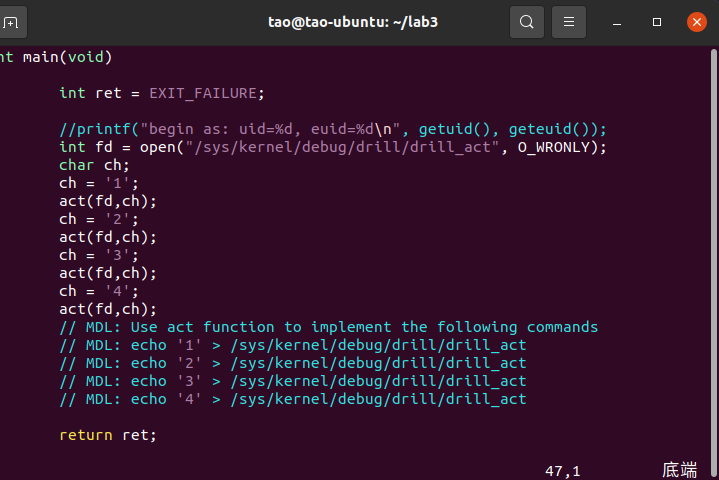 tao@tao-ubuntu: ~/lab3
nt main(void)
int ret = EXIT_FAILURE;
//printf("begin as: uid=%d, euid=%d\n", getuid(), geteuid());
int fd = open("/sys/kernel/debug/drill/drill_act", O_WRONLY);
char ch;
ch = '1';
act(fd,ch);
ch = '2';
act(fd,ch);
ch = '3';
act(fd,ch);
ch = '4';
act(fd,ch);
// MDL: Use act function to implement the following commands
// MDL: echo '1' > /sys/kernel/debug/drill/drill_act
// MDL: echo '2' > /sys/kernel/debug/drill/drill_act
// MDL: echo '3' > /sys/kernel/debug/drill/drill_act
// MDL: echo '4' > /sys/kernel/debug/drill/drill_act
return ret;
47,1 底端